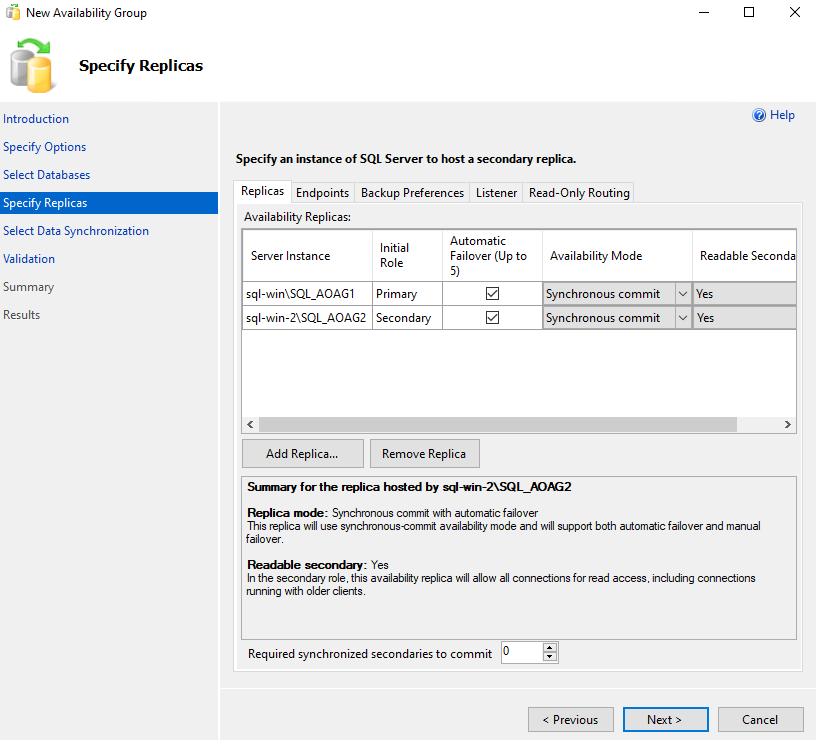 New Availability Group
Specify Replicas
Introduction
Specify Options
Select Databases
Specify Replicas
Select Data Synchronization
Validation
Summary
Results
Help
Specify an instance of SQL Server to host a secondary replica.
Replicas Endpoints Backup Preferences Listener Read-Only Routing
Availability Replicas:
Server Instance Initial Role Automatic Failover (Up to 5) Availability Mode Readable Seconda
sql-win\SQL_AOAG1 Primary Synchronous commit Yes
sql-win-2\SQL_AOAG2 Secondary Synchronous commit Yes
Add Replica... Remove Replica
Summary for the replica hosted by sql-win-2\SQL_AOAG2
Replica mode: Synchronous commit with automatic failover
This replica will use synchronous-commit availability mode and will support both automatic failover and manual
failover.
Readable secondary: Yes
In the secondary role, this availability replica will allow all connections for read access, including connections
running with older clients.
Required synchronized secondaries to commit 0
< Previous Next > Cancel